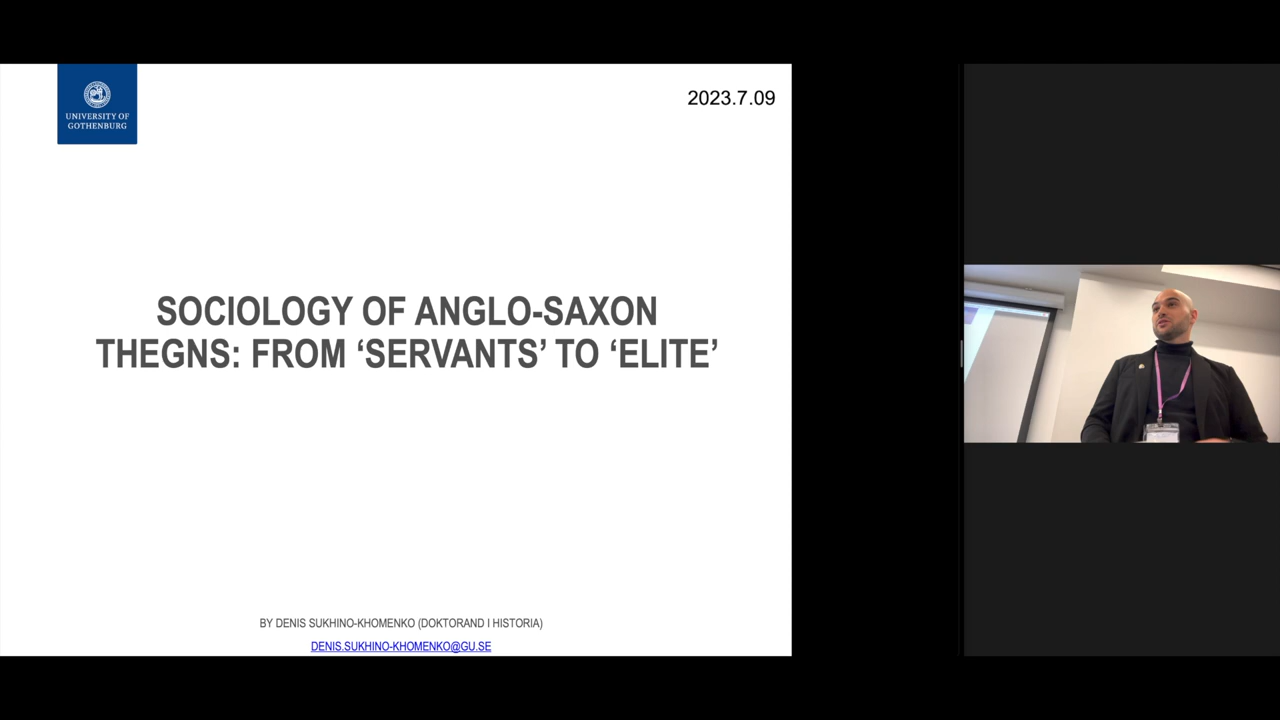 UNIVERSITY OF
GOTHENBURG
2023.7.09
SOCIOLOGY OF ANGLO-SAXON
THEGNS: FROM ‘SERVANTS’ TO ‘ELITE’
BY DENIS SUKHINO-KHOMENKO (DOKTORAND I HISTORIA)
DENIS.SUKHINO-KHOMENKO@GU.SE